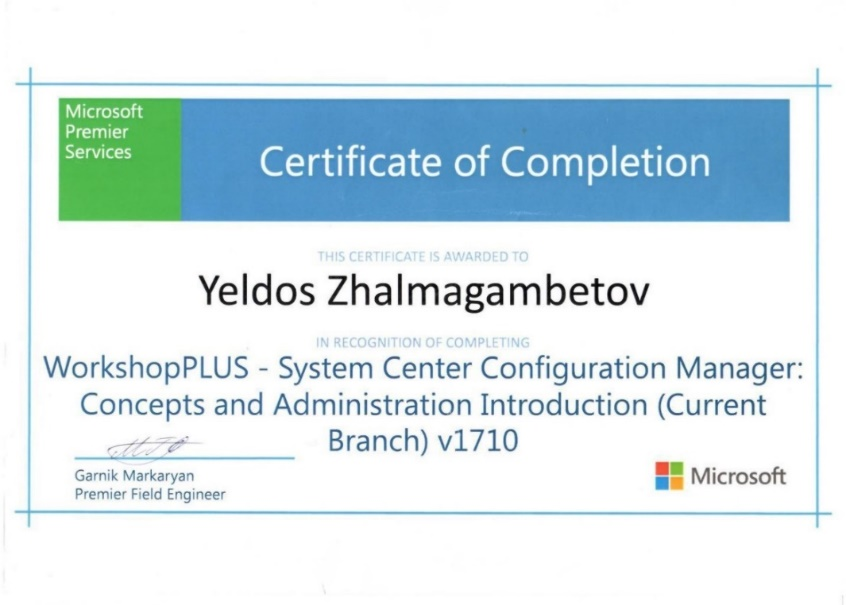 Microsoft
Premier
Services
Certificate of Completion
THIS CERTIFICATE IS AWARDED TO
Yeldos Zhalmagambetov
IN RECOGNITION OF COMPLETING
WorkshopPLUS - System Center Configuration Manager:
Concepts and Administration Introduction (Current
Branch) v1710
Garnik Markaryan
Premier Field Engineer
Microsoft